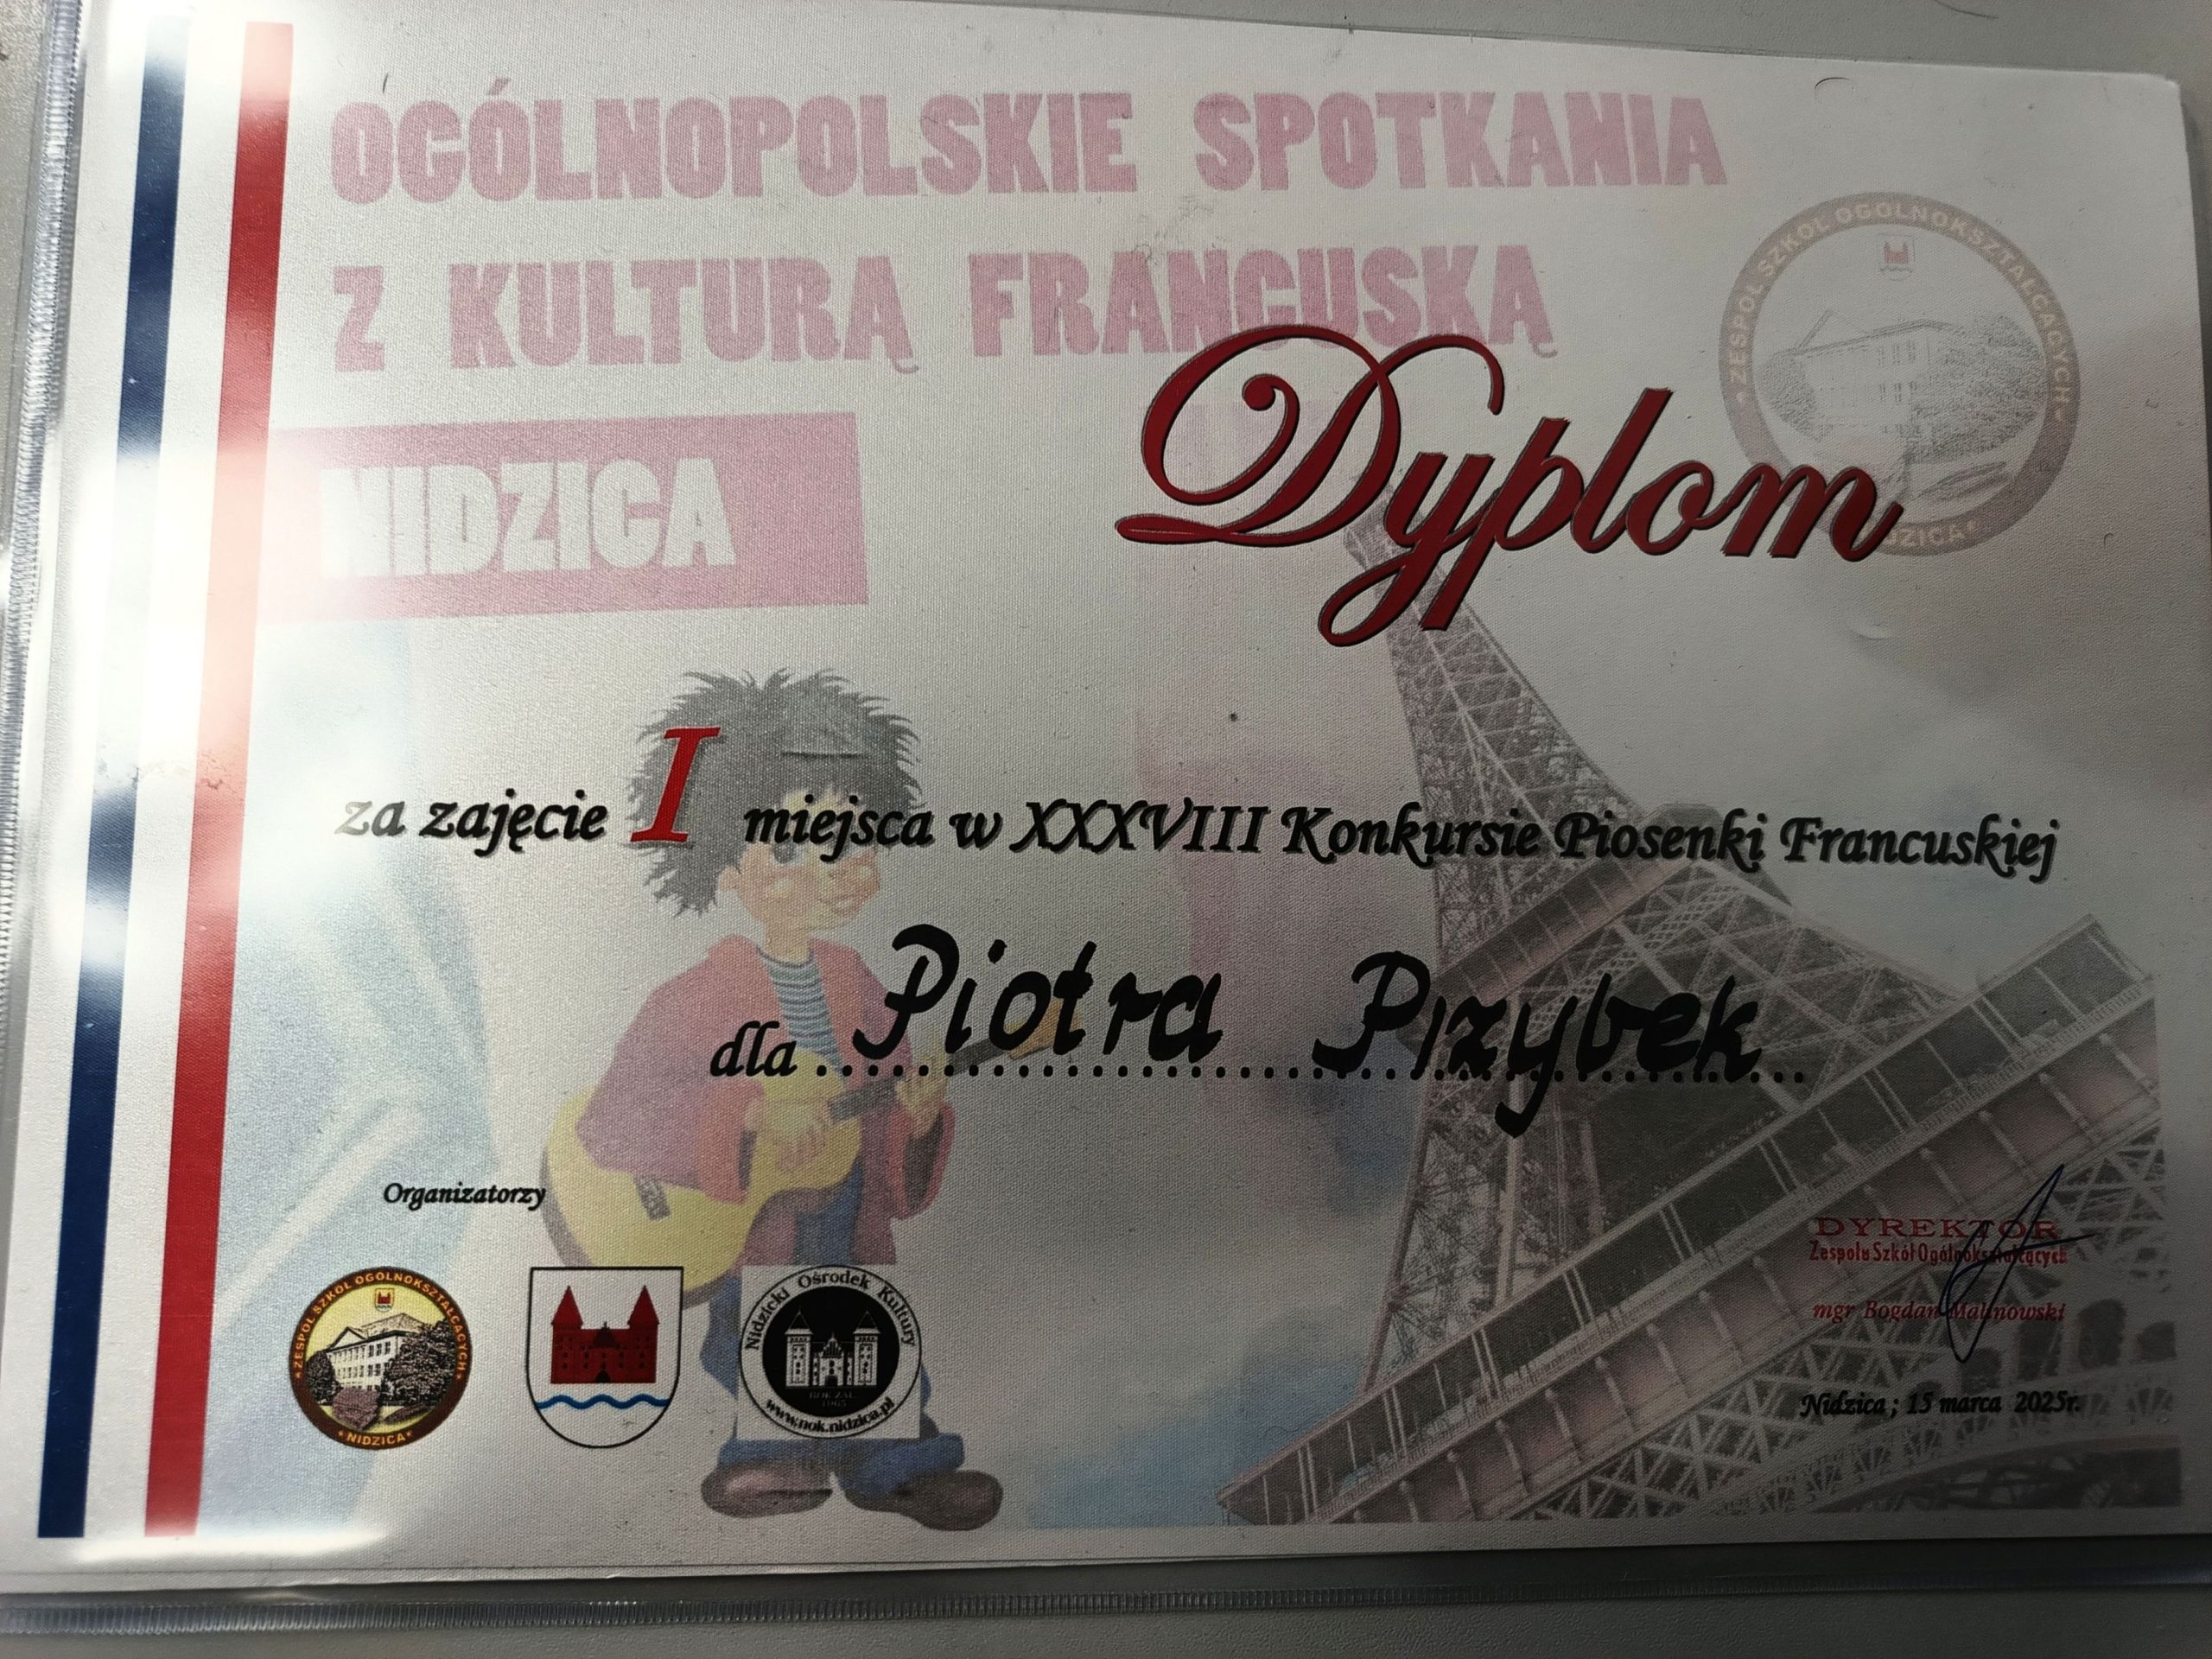 OGÓLNOPOLSKIE SPOTKANIA
Z KULTURĄ FRANCUSKĄ
NIDZICA
ZESPÓŁ SZKÓŁ OGÓLNOKSZTAŁCĄCYCH
Dyplom
za zajęcie I miejsca w XXXVIII Konkursie Piosenki Francuskiej
dla Piotra Przybek
Organizatorzy
ZESPÓŁ SZKÓŁ OGÓLNOKSZTAŁCĄCYCH
NIDZICA
Nidzicki Ośrodek Kultury
www.nok.nidzica.pl
DYREKTOR
Zespołu Szkół Ogólnokształcących
mgr Bogdan Malinowski
Nidzica ; 15 marca 2025r.